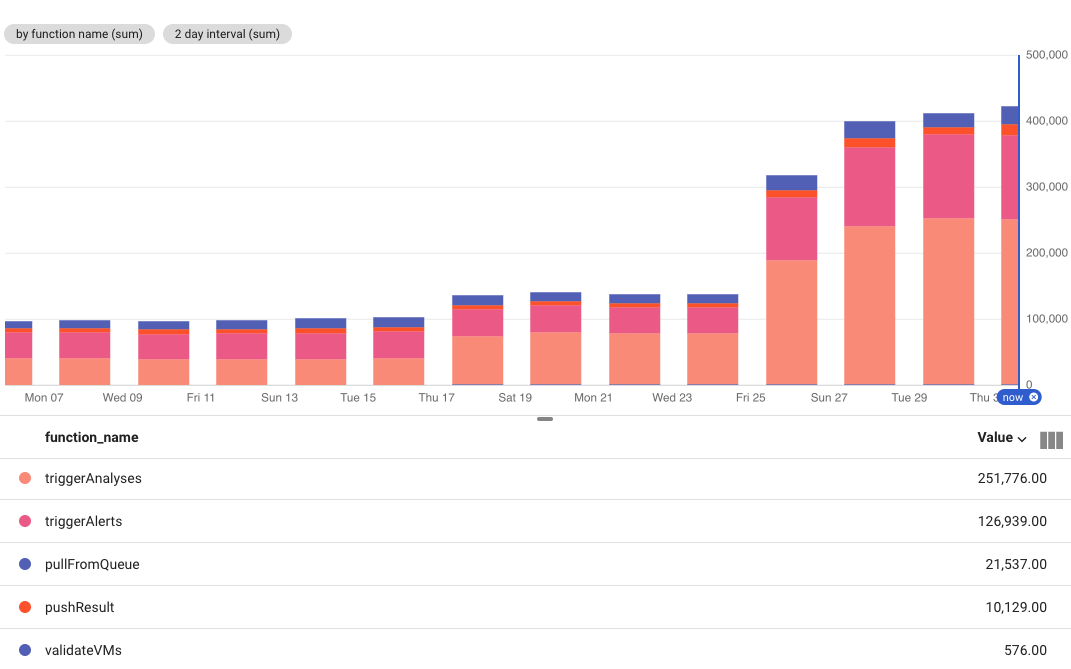 by function name (sum) 2 day interval (sum)
500,000
400,000
300,000
200,000
100,000
0
Mon 07 Wed 09 Fri 11 Sun 13 Tue 15 Thu 17 Sat 19 Mon 21 Wed 23 Fri 25 Sun 27 Tue 29 Thu now
function_name Value
triggerAnalyses 251,776.00
triggerAlerts 126,939.00
pullFromQueue 21,537.00
pushResult 10,129.00
validateVMs 576.00